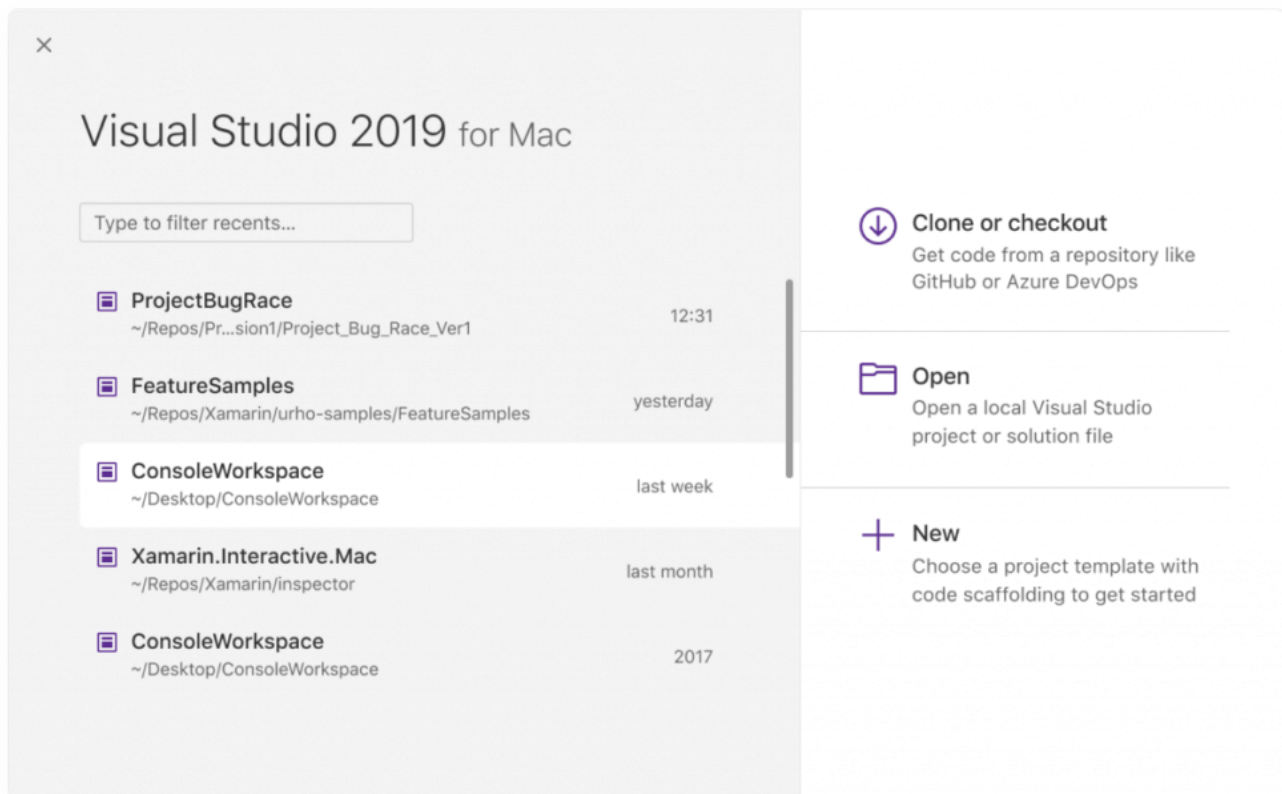 Visual Studio 2019 for Mac
Type to filter recents...
ProjectBugRace
~/Repos/Pr...sion1/Project_Bug_Race_Ver1
12:31
FeatureSamples
~/Repos/Xamarin/urho-samples/FeatureSamples
yesterday
ConsoleWorkspace
~/Desktop/ConsoleWorkspace
last week
Xamarin.Interactive.Mac
~/Repos/Xamarin/inspector
last month
ConsoleWorkspace
~/Desktop/ConsoleWorkspace
2017
Clone or checkout
Get code from a repository like
GitHub or Azure DevOps
Open
Open a local Visual Studio
project or solution file
New
Choose a project template with
code scaffolding to get started